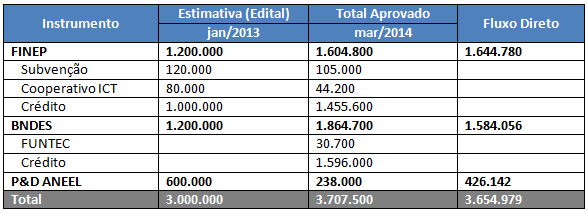 Instrumento Estimativa (Edital) Total Aprovado Fluxo Direto
jan/2013 mar/2014
FINEP 1.200.000 1.604.800 1.644.780
Subvenção 120.000 105.000
Cooperativo ICT 80.000 44.200
Crédito 1.000.000 1.455.600
BNDES 1.200.000 1.864.700 1.584.056
FUNTEC 30.700
Crédito 1.596.000
P&D ANEEL 600.000 238.000 426.142
Total 3.000.000 3.707.500 3.654.979